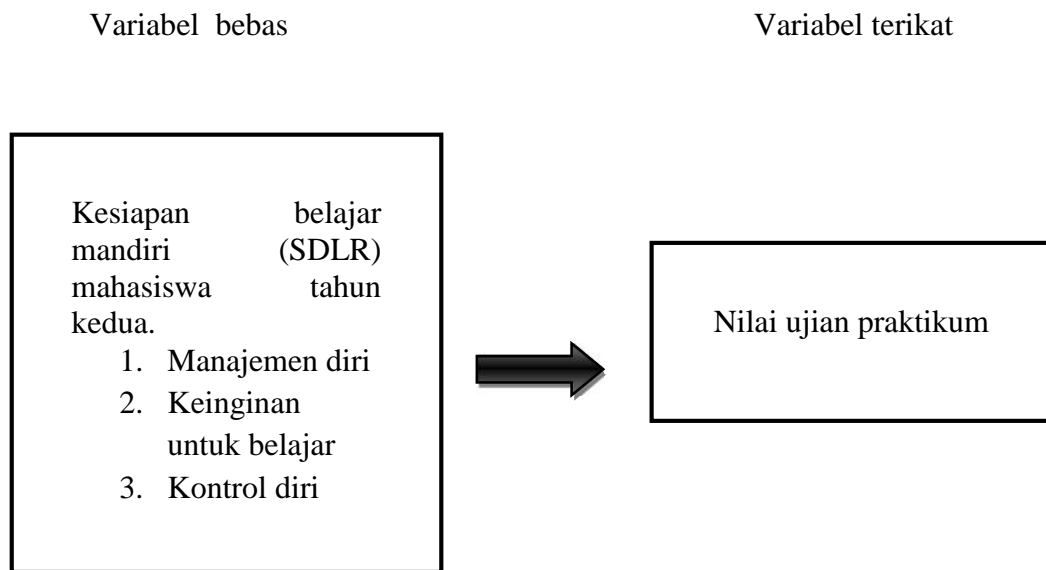 Variabel bebas
Variabel terikat
Kesiapan belajar
mandiri (SDLR)
mahasiswa tahun
kedua.
1. Manajemen diri
2. Keinginan
untuk belajar
3. Kontrol diri
Nilai ujian praktikum